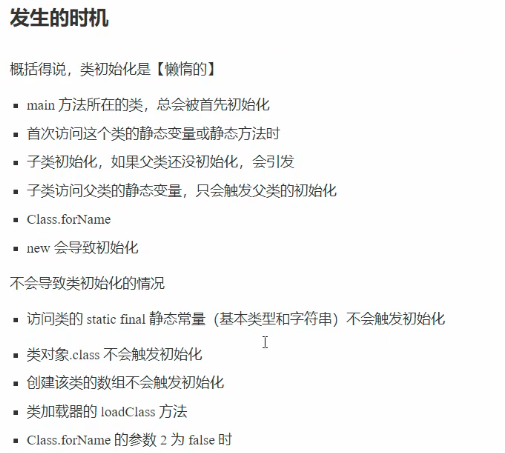 发生的时机
概括得说，类初始化是【懒惰的】
▪ main 方法所在的类，总会被首先初始化
▪ 首次访问这个类的静态变量或静态方法时
▪ 子类初始化，如果父类还没初始化，会引发
▪ 子类访问父类的静态变量，只会触发父类的初始化
▪ Class.forName
▪ new 会导致初始化
不会导致类初始化的情况
▪ 访问类的 static final 静态常量（基本类型和字符串）不会触发初始化
▪ 类对象.class 不会触发初始化
▪ 创建该类的数组不会触发初始化
▪ 类加载器的 loadClass 方法
▪ Class.forName 的参数 2 为 false 时